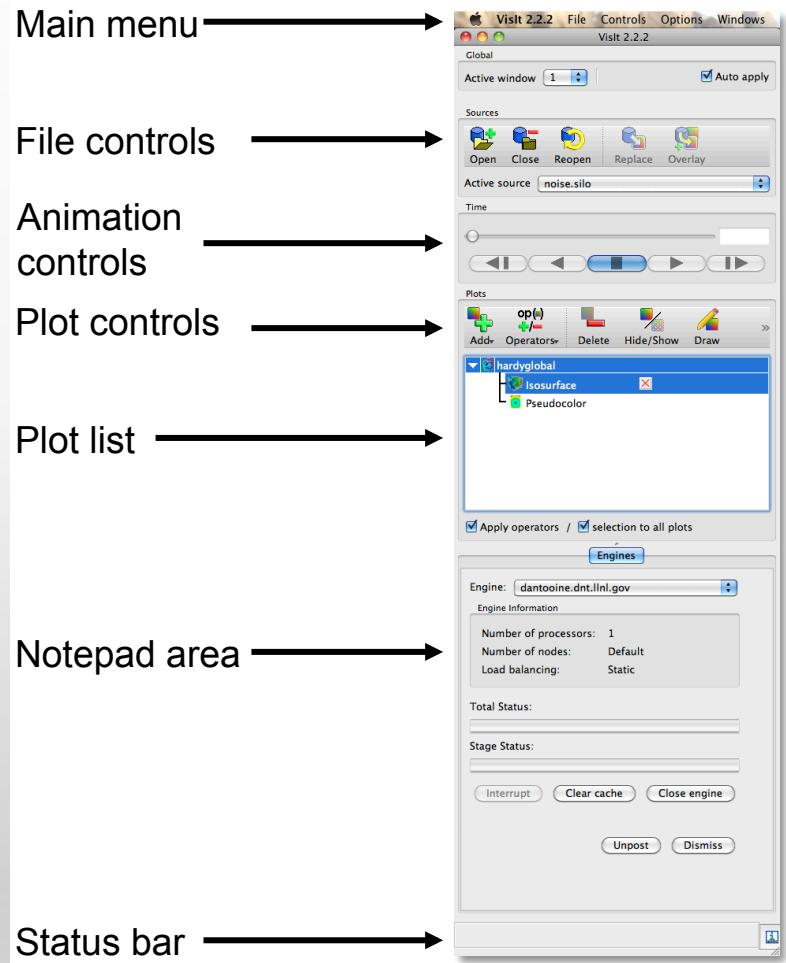 Main menu
VisIt 2.2.2 File Controls Options Windows
VisIt 2.2.2
Global
Active window 1 Auto apply
Sources
File controls
Open Close Reopen Replace Overlay
Active source noise.silo
Time
Animation
controls
Plots
Plot controls
op(=)
+/-
Add Operators Delete Hide/Show Draw »
hardyglobal
Isosurface
Pseudocolor
Plot list
Apply operators / selection to all plots
Engines
Engine: dantooine.dnt.llnl.gov
Engine Information
Number of processors: 1
Number of nodes: Default
Load balancing: Static
Notepad area
Total Status:
Stage Status:
Interrupt Clear cache Close engine
Unpost Dismiss
Status bar